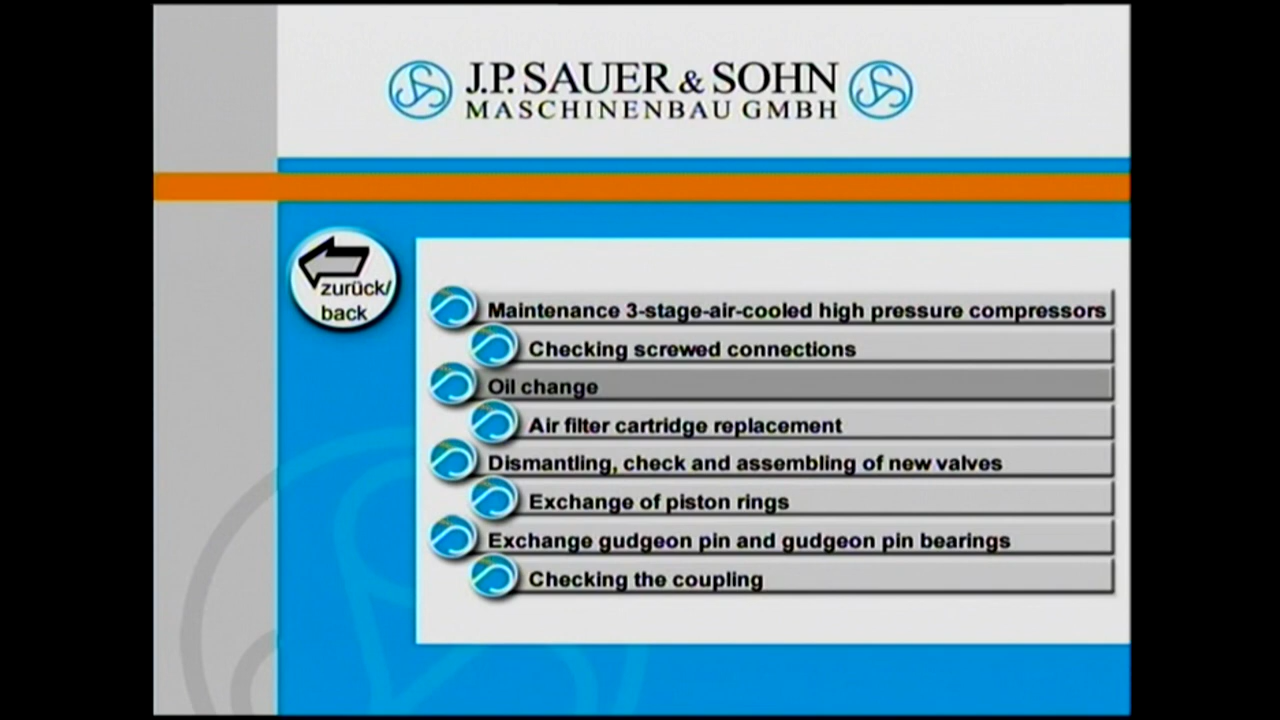 J.P. SAUER & SOHN
MASCHINENBAU GMBH
zurück/
back
Maintenance 3-stage-air-cooled high pressure compressors
Checking screwed connections
Oil change
Air filter cartridge replacement
Dismantling, check and assembling of new valves
Exchange of piston rings
Exchange gudgeon pin and gudgeon pin bearings
Checking the coupling